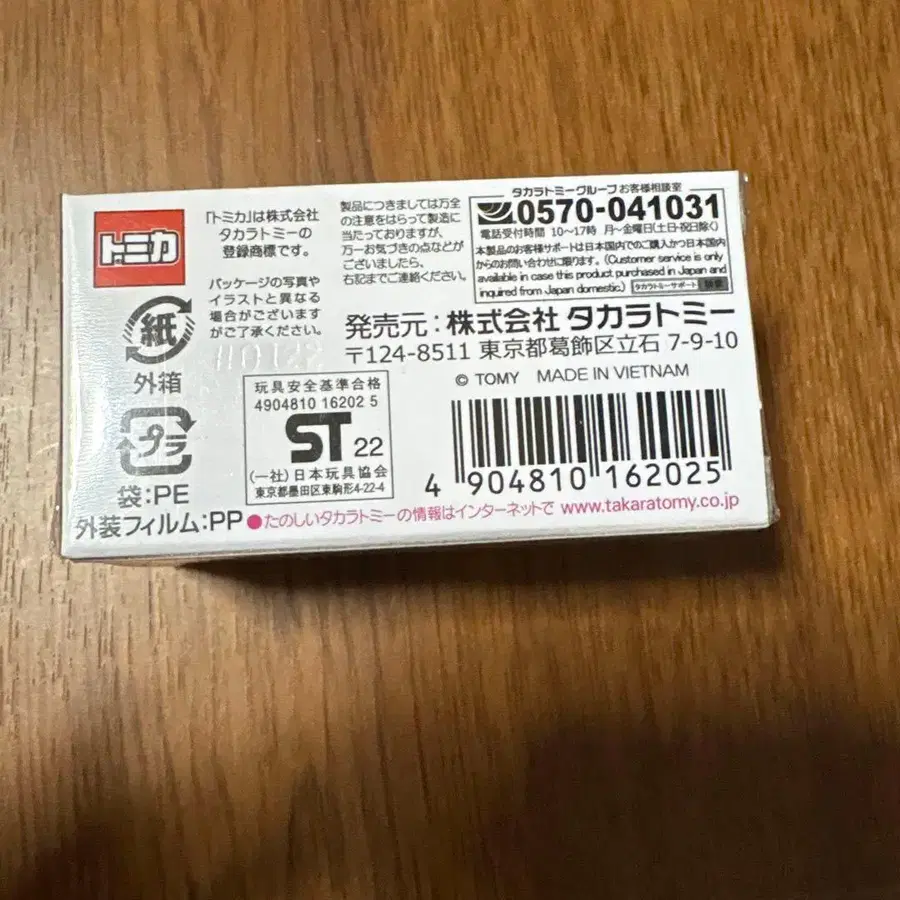 トミカ
「トミカ」は株式会社
タカラトミーの
登録商標です。
パッケージの写真や
イラストと異なる
場合がございます
がご了承ください。
製品につきましては万全
の注意をはらって製造に
当たっておりますが、
万一お気づきの点などが
ございましたら、
右記までご連絡ください。
タカラトミーグループ お客様相談室
0570-041031
電話受付時間 10〜17時 月〜金曜日(土日・祝日除く)
本製品のお客様サポートは日本国内でのご購入かつ日本国内
からのお問い合わせに限ります。(Customer service is only
available in case this product purchased in Japan and
inquired from Japan domestic.) タカラトミーサポート 検索
発売元:株式会社 タカラトミー
〒124-8511 東京都葛飾区立石 7-9-10
© TOMY MADE IN VIETNAM
紙
外箱
プラ
袋:PE
外装フィルム:PP
玩具安全基準合格
4904810 16202 5
ST 22
(一社)日本玩具協会
東京都墨田区東駒形4-22-4
4 904810 162025
●たのしいタカラトミーの情報はインターネットで www.takaratomy.co.jp